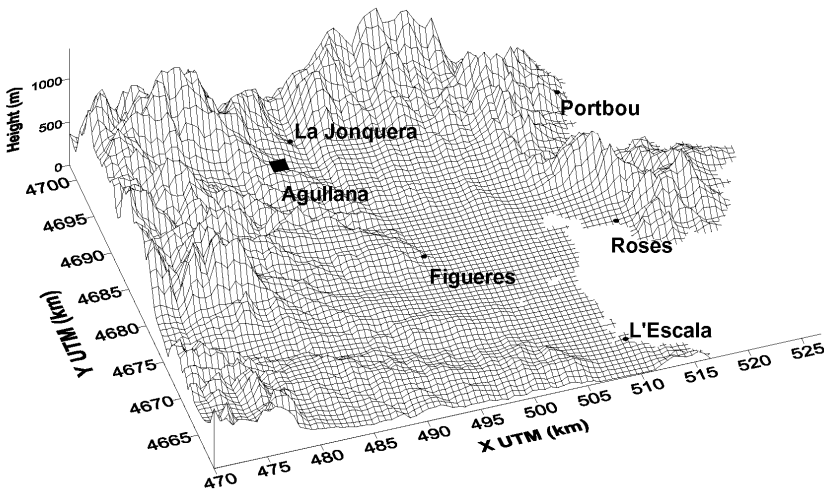 1000
500
0
Height (m)
Portbou
La Jonquera
Agullana
Roses
Figueres
L'Escala
4700
4695
4690
4685
4680
4675
4670
4665
Y UTM (km)
470
475
480
485
490
495
500
505
510
515
520
525
X UTM (km)